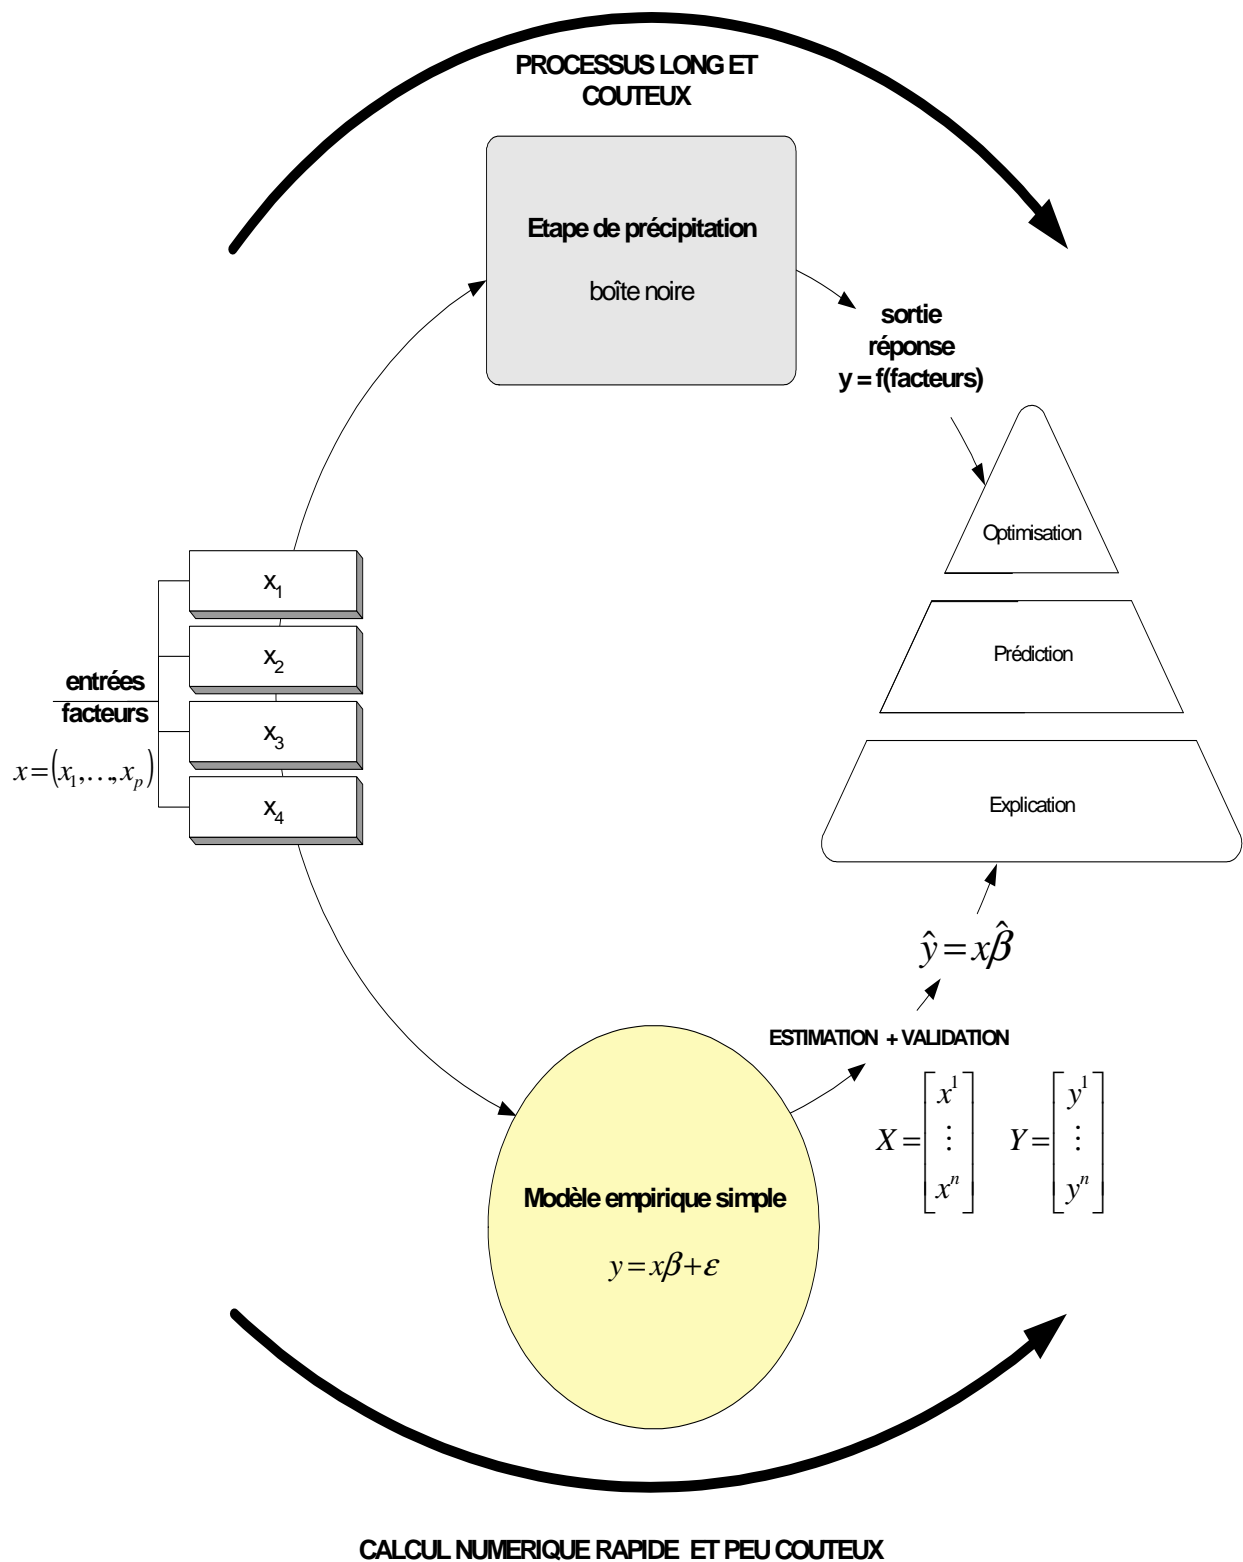 PROCESSUS LONG ET
COUTEUX
Etape de précipitation
boîte noire
sortie
réponse
y = f(facteurs)
Optimisation
Prédiction
Explication
x₁
x₂
x₃
x₄
entrées
facteurs
x = (x₁,…, xₚ)
ŷ = xβ̂
ESTIMATION + VALIDATION
X = [x¹ ⋮ xⁿ] Y = [y¹ ⋮ yⁿ]
Modèle empirique simple
y = xβ + ε
CALCUL NUMERIQUE RAPIDE ET PEU COUTEUX